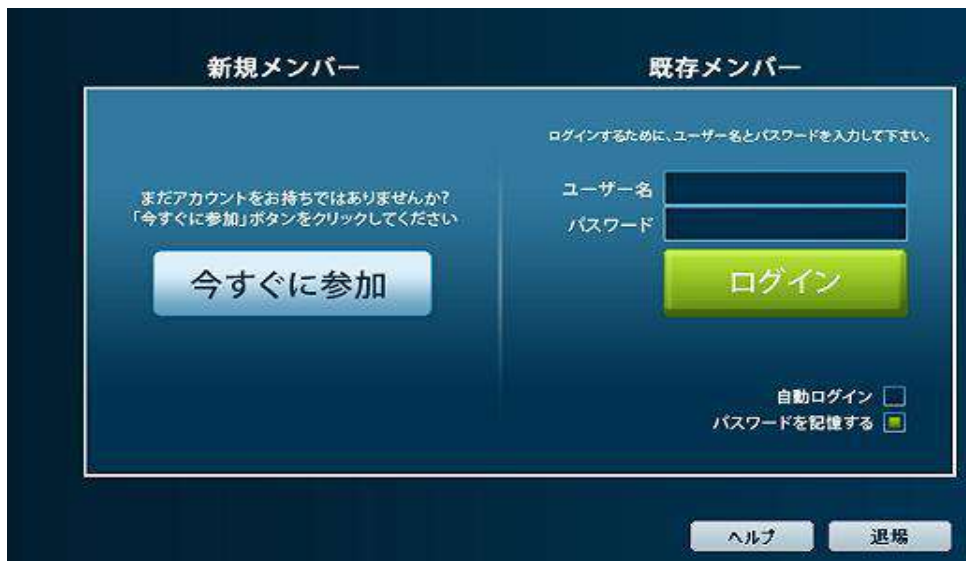 新規メンバー
まだアカウントをお持ちではありませんか?
「今すぐに参加」ボタンをクリックしてください
今すぐに参加
既存メンバー
ログインするために、ユーザー名とパスワードを入力して下さい。
ユーザー名
パスワード
ログイン
自動ログイン
パスワードを記憶する
ヘルプ
退場